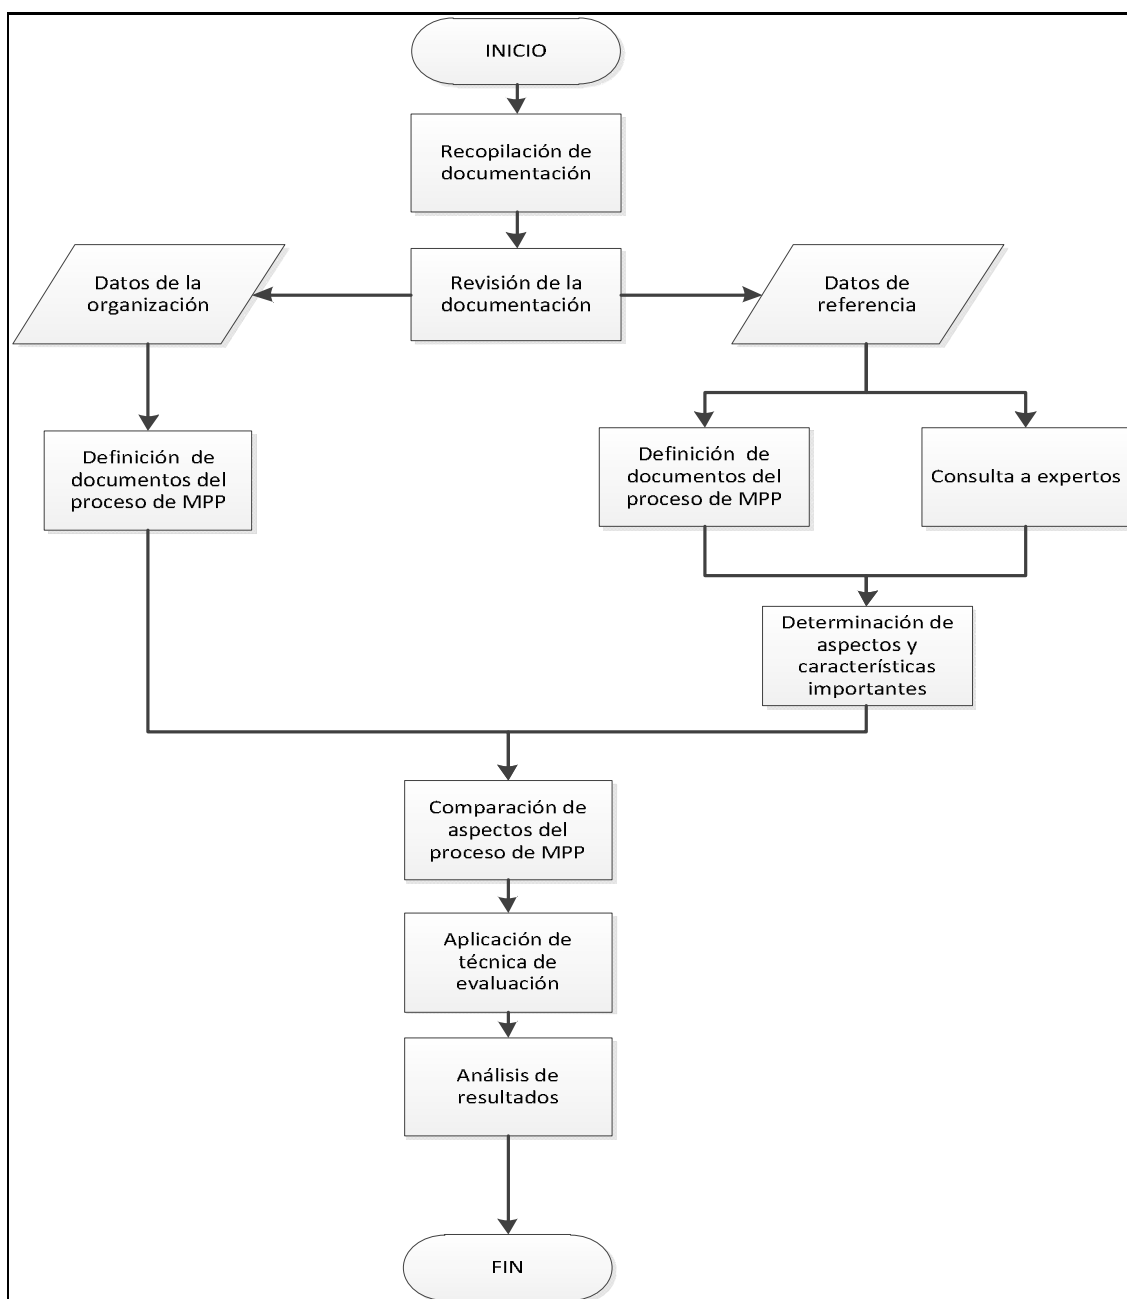 INICIO
Recopilación de
documentación
Datos de la
organización
Revisión de la
documentación
Datos de
referencia
Definición  de
documentos del
proceso de MPP
Definición  de
documentos del
proceso de MPP
Consulta a expertos
Determinación de
aspectos y
características
importantes
Comparación de
aspectos del
proceso de MPP
Aplicación de
técnica de
evaluación
Análisis de
resultados
FIN